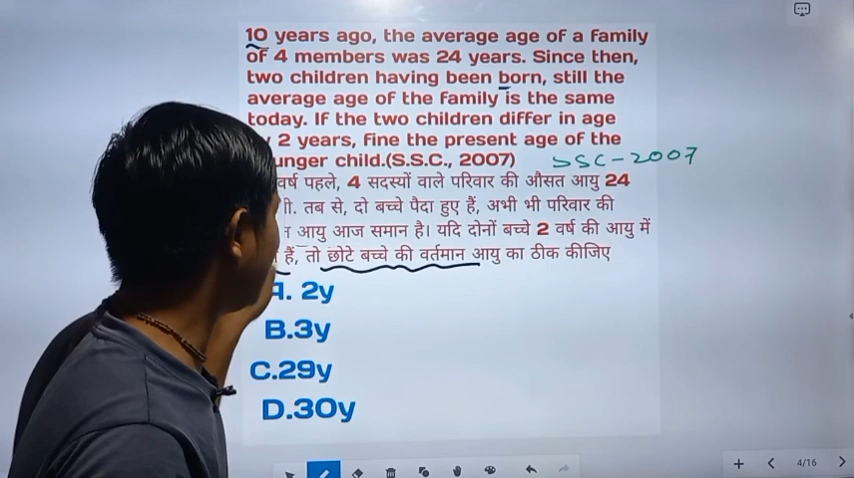 10 years ago, the average age of a family
of 4 members was 24 years. Since then,
two children having been born, still the
average age of the family is the same
today. If the two children differ in age
2 years, fine the present age of the
unger child.(S.S.C., 2007) SSC-2007
वर्ष पहले, 4 सदस्यों वाले परिवार की औसत आयु 24
तब से, दो बच्चे पैदा हुए हैं, अभी भी परिवार की
आयु आज समान है। यदि दोनों बच्चे 2 वर्ष की आयु में
हैं, तो छोटे बच्चे की वर्तमान आयु का ठीक कीजिए
A. 2y
B.3y
C.29y
D.30y
4/16